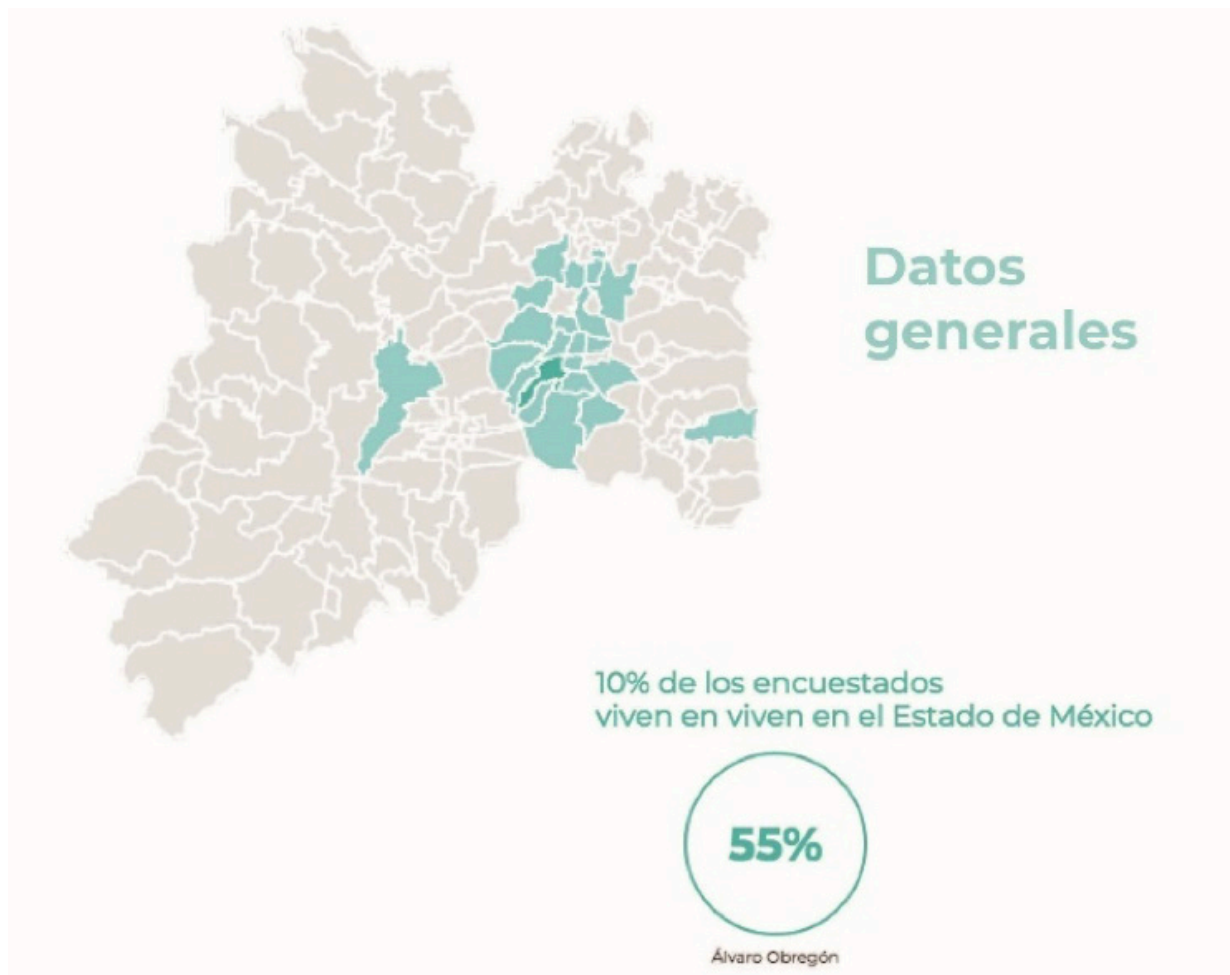 Datos
generales
10% de los encuestados
viven en viven en el Estado de México
55%
Álvaro Obregón